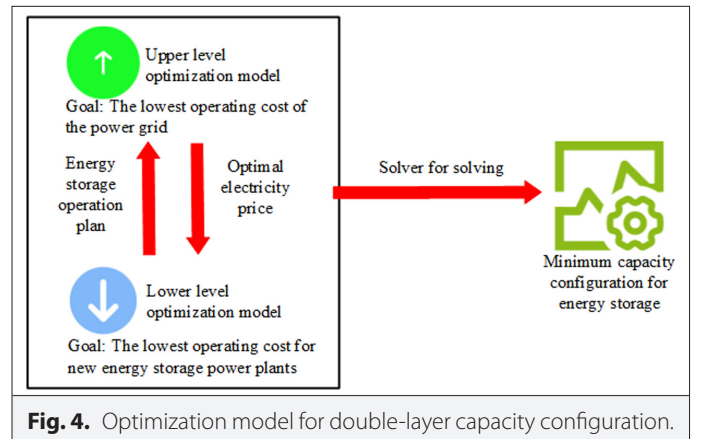 Upper level
optimization model
Goal: The lowest operating cost of
the power grid
Energy
storage
operation
plan
Optimal
electricity
price
Lower level
optimization model
Goal: The lowest operating cost for
new energy storage power plants
Solver for solving
Minimum capacity
configuration for
energy storage
Fig. 4. Optimization model for double-layer capacity configuration.